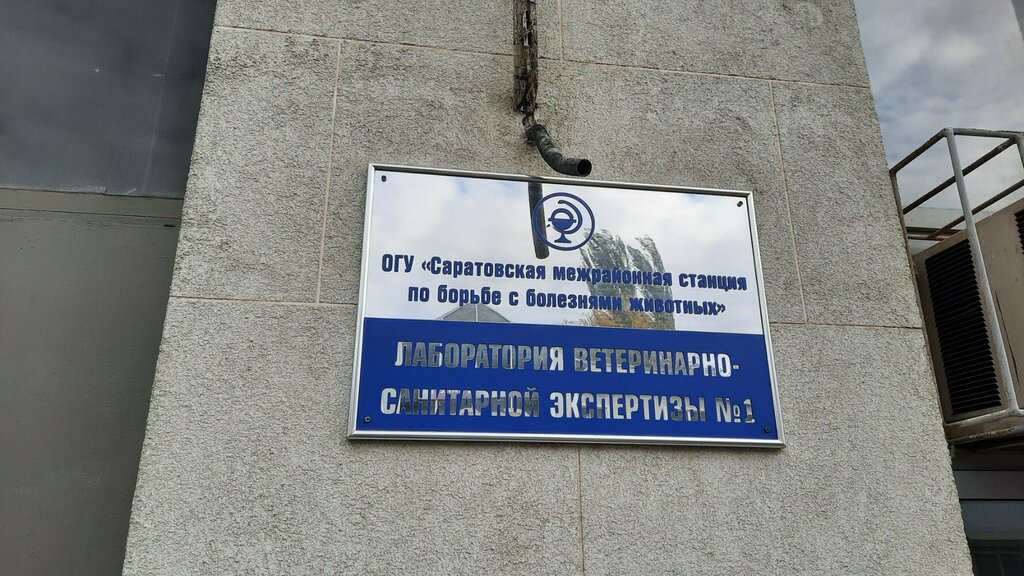 ОГУ «Саратовская межрайонная станция
по борьбе с болезнями животных»
ЛАБОРАТОРИЯ ВЕТЕРИНАРНО-
САНИТАРНОЙ ЭКСПЕРТИЗЫ №1